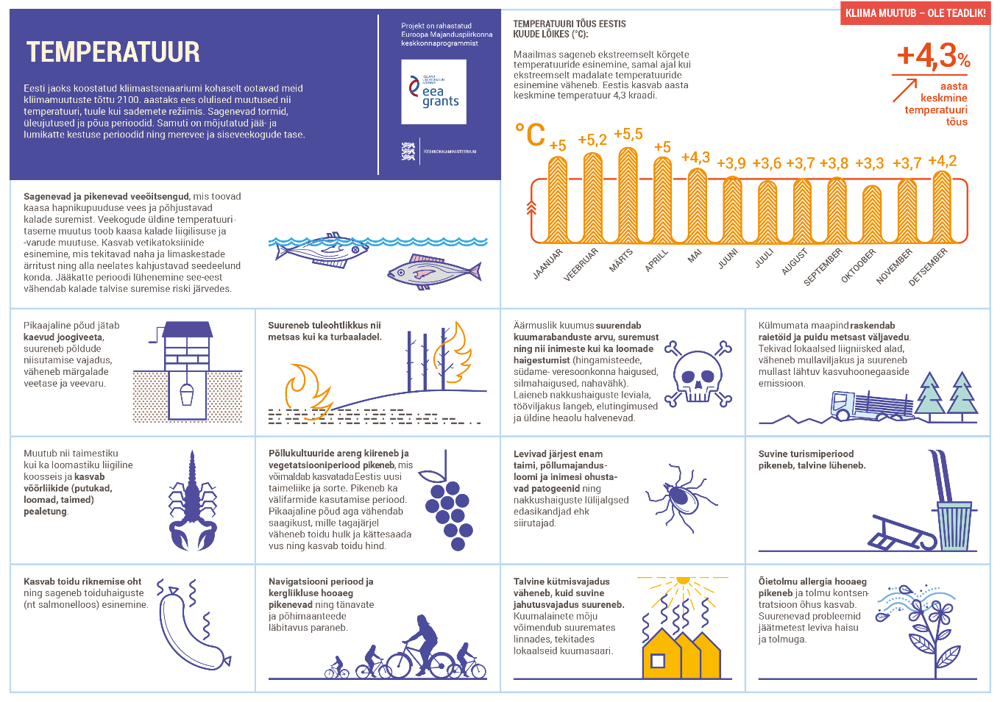 TEMPERATUUR
Eesti jaoks koostatud kliimastsenaariumi kohaselt ootavad meid
kliimamuutuste tõttu 2100. aastaks ees olulised muutused nii
temperatuuri, tuule kui sademete režiimis. Sagenevad tormid,
üleujutused ja põua perioodid. Samuti on mõjutatud jää- ja
lumikatte kestuse perioodid ning merevee ja siseveekogude tase.
Projekt on rahastatud
Euroopa Majanduspiirkonna
keskkonnaprogrammist
ICELAND
LIECHTENSTEIN
NORWAY
eea
grants
KESKKONNAMINISTEERIUM
KLIIMA MUUTUB – OLE TEADLIK!
TEMPERATUURI TÕUS EESTIS
KUUDE LÕIKES (°C):
Maailmas sageneb ekstreemselt kõrgete
temperatuuride esinemine, samal ajal kui
ekstreemselt madalate temperatuuride
esinemine väheneb. Eestis kasvab aasta
keskmine temperatuur 4,3 kraadi.
+4,3%
aasta
keskmine
temperatuuri
tõus
°C
+5 +5,2 +5,5 +5 +4,3 +3,9 +3,6 +3,7 +3,8 +3,3 +3,7 +4,2
JAANUAR VEEBRUAR MÄRTS APRILL MAI JUUNI JUULI AUGUST SEPTEMBER OKTOOBER NOVEMBER DETSEMBER
Sagenevad ja pikenevad veeõitsengud, mis toovad
kaasa hapnikupuuduse vees ja põhjustavad
kalade suremist. Veekogude üldine temperatuuri-
taseme muutus toob kaasa kalade liigilisuse ja
-varude muutuse. Kasvab vetikatoksiinide
esinemine, mis tekitavad naha ja limaskestade
ärritust ning alla neelates kahjustavad seedeelund
konda. Jääkatte perioodi lühenemine see-eest
vähendab kalade talvise suremise riski järvedes.
Pikaajaline põud jätab
kaevud joogiveeta,
suureneb põldude
niisutamise vajadus,
väheneb märgalade
veetase ja veevaru.
Suureneb tuleohtlikkus nii
metsas kui ka turbaaladel.
Äärmuslik kuumus suurendab
kuumarabanduste arvu, suremust
ning nii inimeste kui ka loomade
haigestumist (hingamisteede,
südame- veresoonkonna haigused,
silmahaigused, nahavähk).
Laieneb nakkushaiguste leviala,
tööviljakus langeb, elutingimused
ja üldine heaolu halvenevad.
Külmumata maapind raskendab
raietöid ja puidu metsast väljavedu.
Tekivad lokaalsed liigniisked alad,
väheneb mullaviljakus ja suureneb
mullast lähtuv kasvuhoonegaaside
emissioon.
Muutub nii taimestiku
kui ka loomastiku liigiline
koosseis ja kasvab
võõrliikide (putukad,
loomad, taimed)
pealetung.
Põllukultuuride areng kiireneb ja
vegetatsiooniperiood pikeneb, mis
võimaldab kasvatada Eestis uusi
taimeliike ja sorte. Pikeneb ka
välifarmide kasutamise periood.
Pikaajaline põud aga vähendab
saagikust, mille tagajärjel
väheneb toidu hulk ja kättesaada
vus ning kasvab toidu hind.
Levivad järjest enam
taimi, põllumajandus-
loomi ja inimesi ohusta-
vad patogeenid ning
nakkushaiguste lülijalgsed
edasikandjad ehk
siirutajad.
Suvine turismiperiood
pikeneb, talvine lüheneb.
Kasvab toidu riknemise oht
ning sageneb toiduhaiguste
(nt salmonelloos) esinemine.
Navigatsiooni periood ja
kergliikluse hooaeg
pikenevad ning tänavate
ja põhimaanteede
läbitavus paraneb.
Talvine kütmisvajadus
väheneb, kuid suvine
jahutusvajadus suureneb.
Kuumalainete mõju
võimendub suuremates
linnades, tekitades
lokaalseid kuumasaari.
Õietolmu allergia hooaeg
pikeneb ja tolmu kontsen-
tratsioon õhus kasvab.
Suurenevad probleemid
jäätmetest leviva haisu
ja tolmuga.